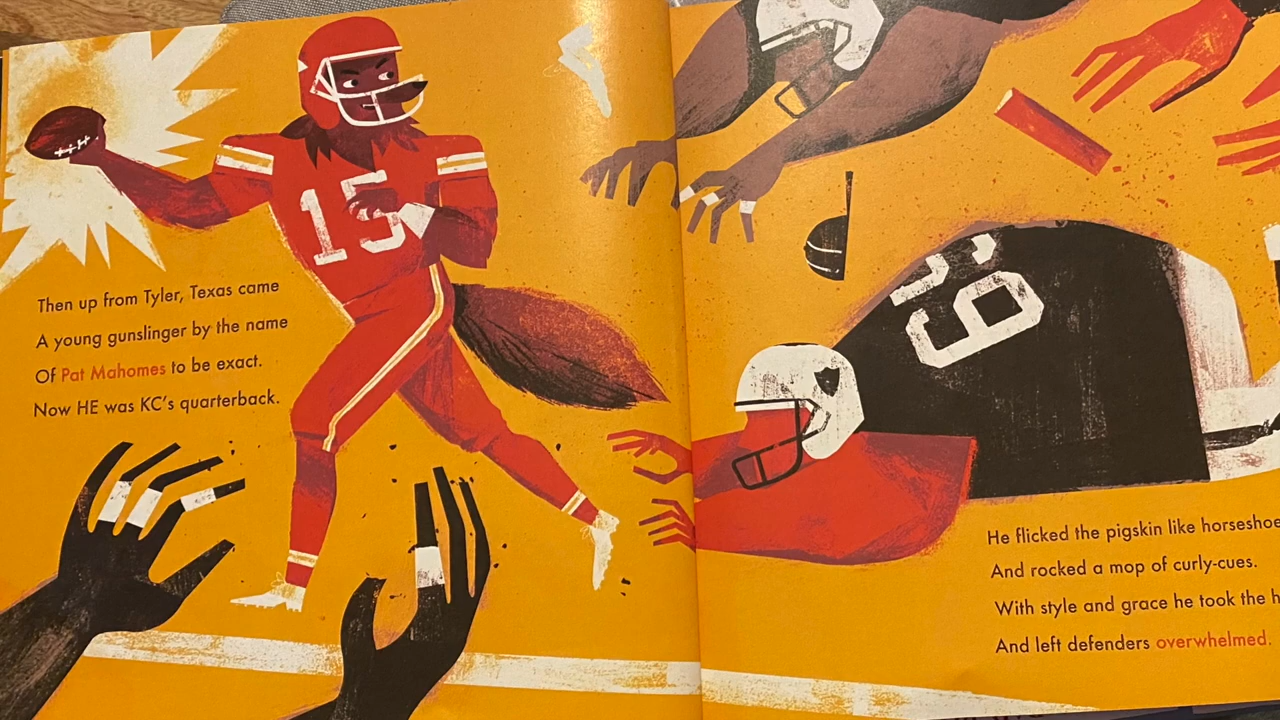 15
Then up from Tyler, Texas came
A young gunslinger by the name
Of Pat Mahomes to be exact.
Now HE was KC's quarterback.
He flicked the pigskin like
And rocked a mop of curly-cues.
With style and grace he took the
And left defenders overwhelmed.